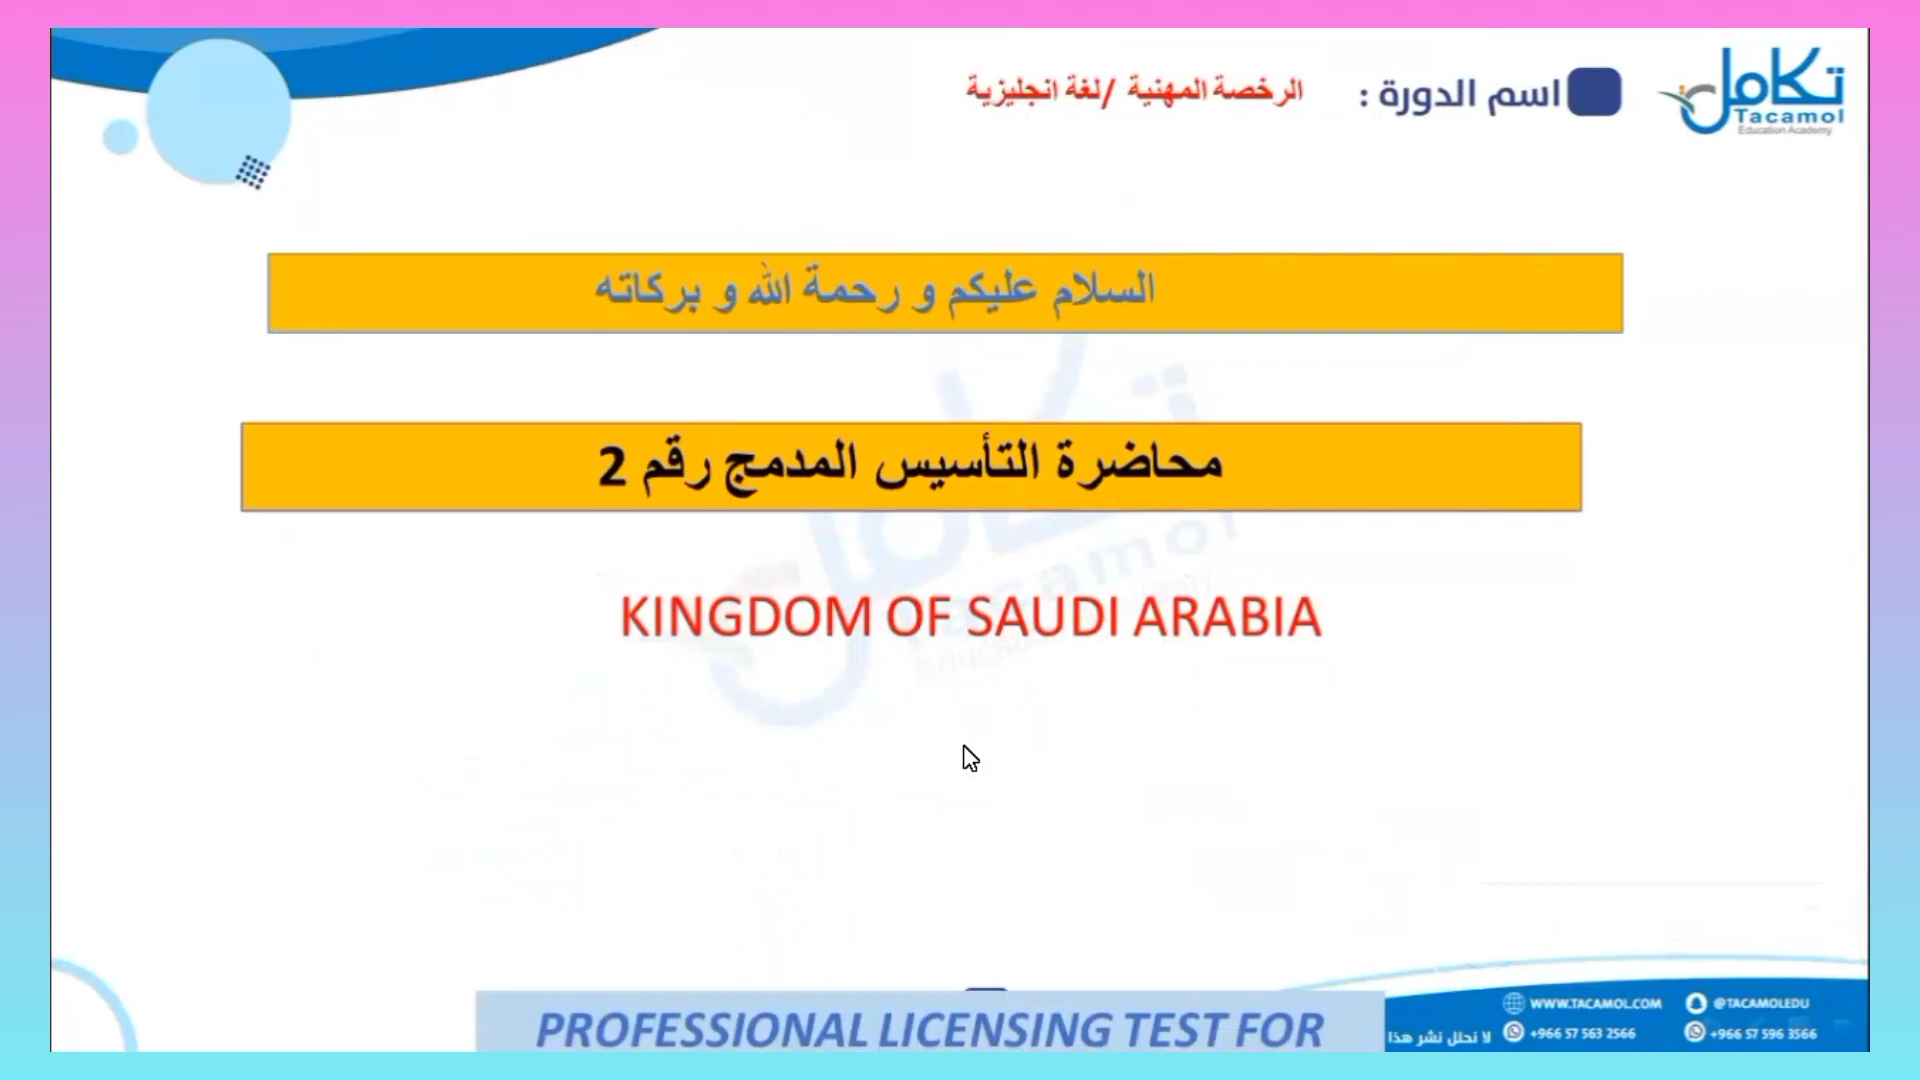 تكامل
Tacamol
Education Academy
اسم الدورة : الرخصة المهنية /لغة انجليزية
السلام عليكم و رحمة الله و بركاته
محاضرة التأسيس المدمج رقم 2
KINGDOM OF SAUDI ARABIA
PROFESSIONAL LICENSING TEST FOR
WWW.TACAMOL.COM @TACAMOLEDU
لا نحلل نشر هذا +966 57 563 2566 +966 57 596 3566